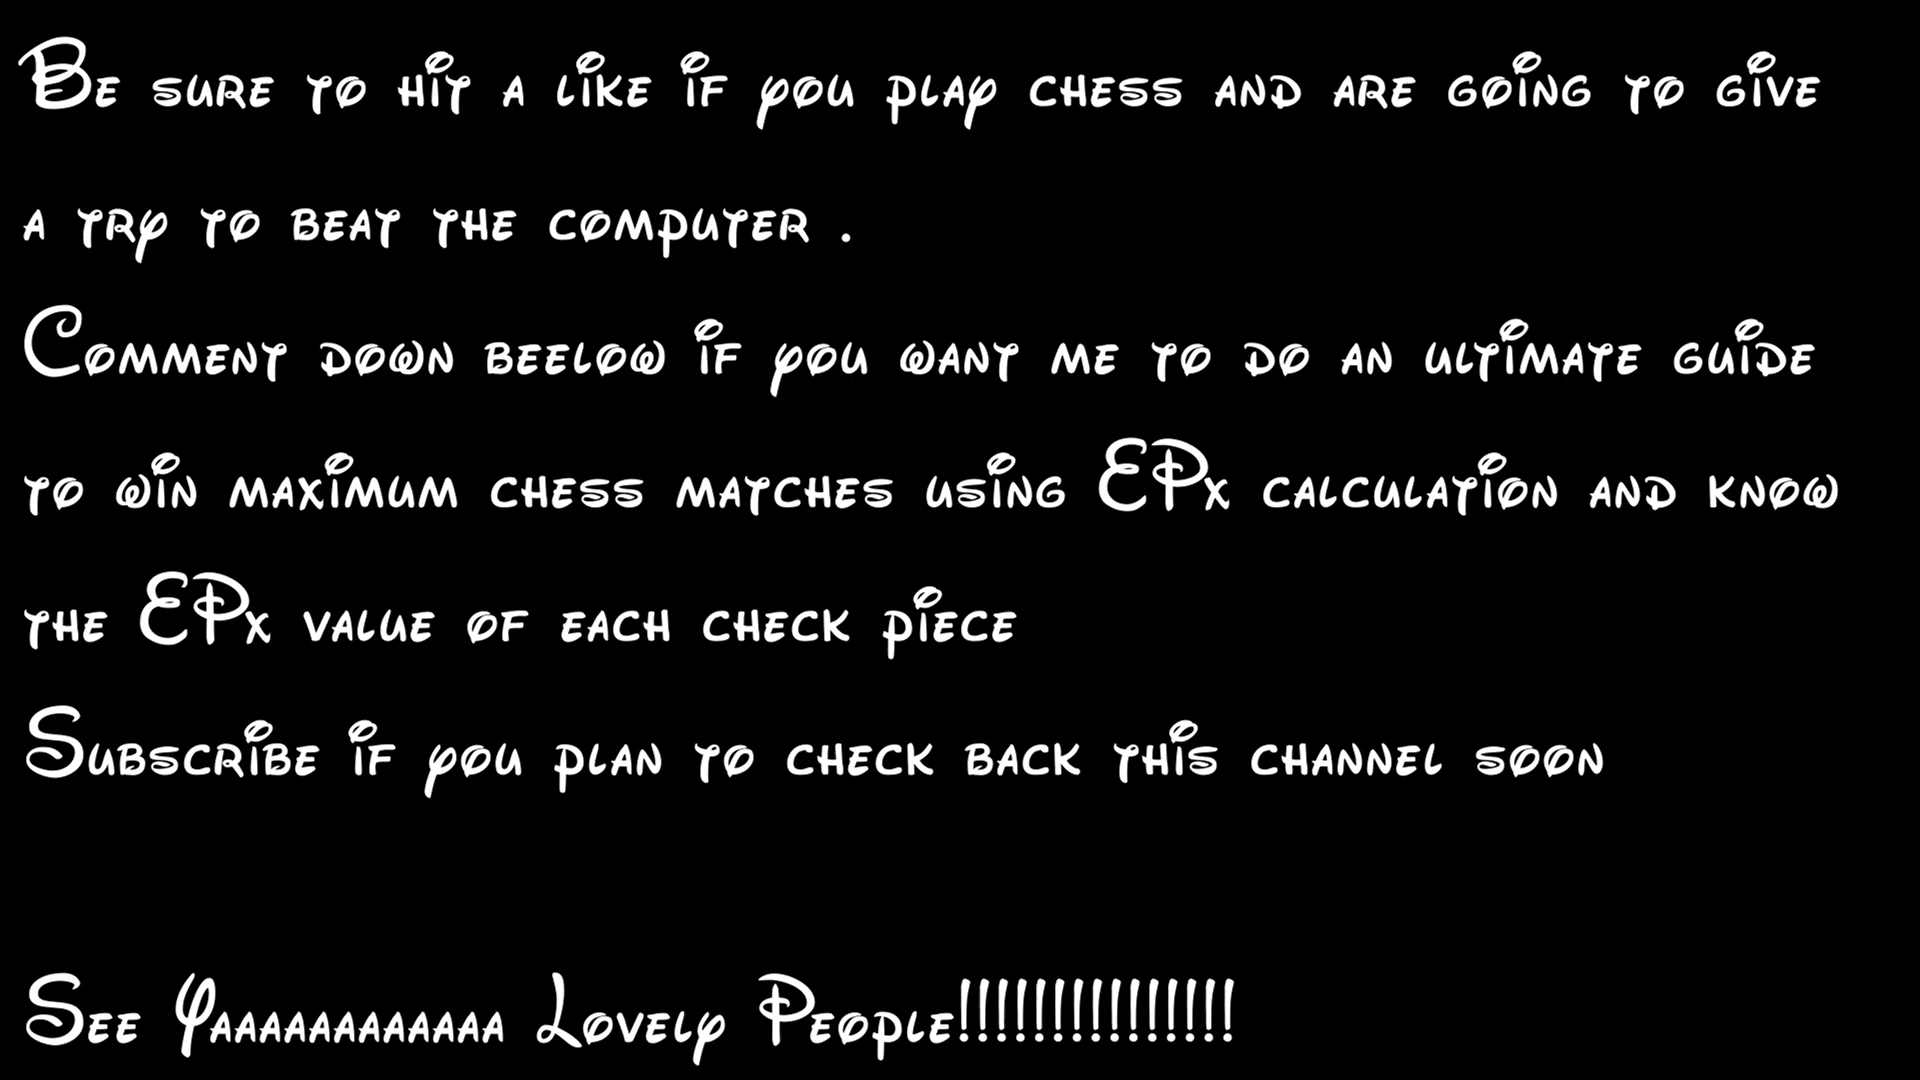 Be sure to hit a like if you play chess and are going to give
a try to beat the computer .
Comment down beelow if you want me to do an ultimate guide
to win maximum chess matches using EPx calculation and know
the EPx value of each check piece
Subscribe if you plan to check back this channel soon
See Yaaaaaaaaaaaa Lovely People!!!!!!!!!!!!!!!